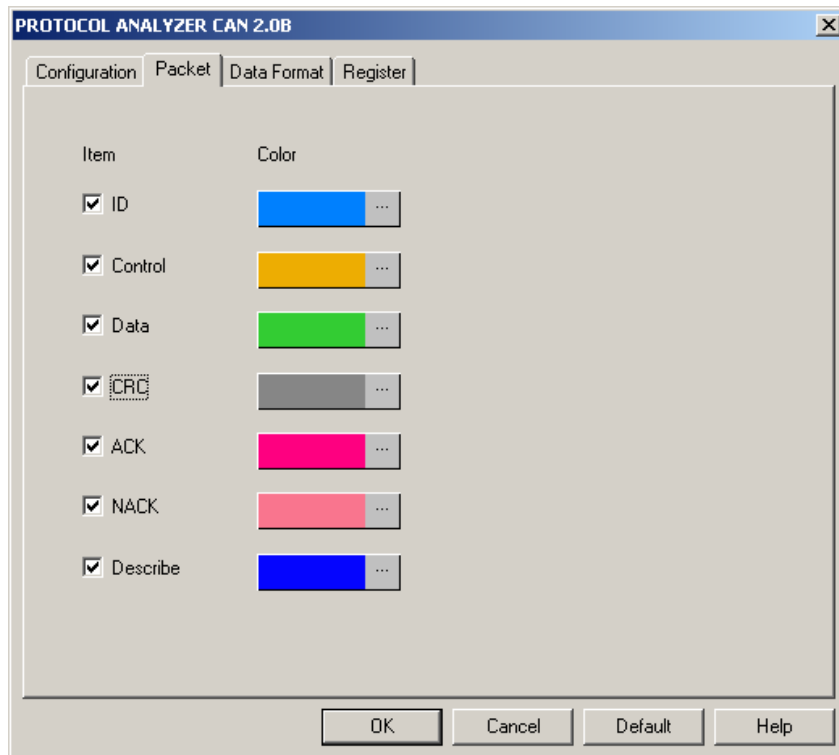 PROTOCOL ANALYZER CAN 2.0B
Configuration Packet Data Format Register
Item Color
ID ...
Control ...
Data ...
CRC ...
ACK ...
NACK ...
Describe ...
OK Cancel Default Help